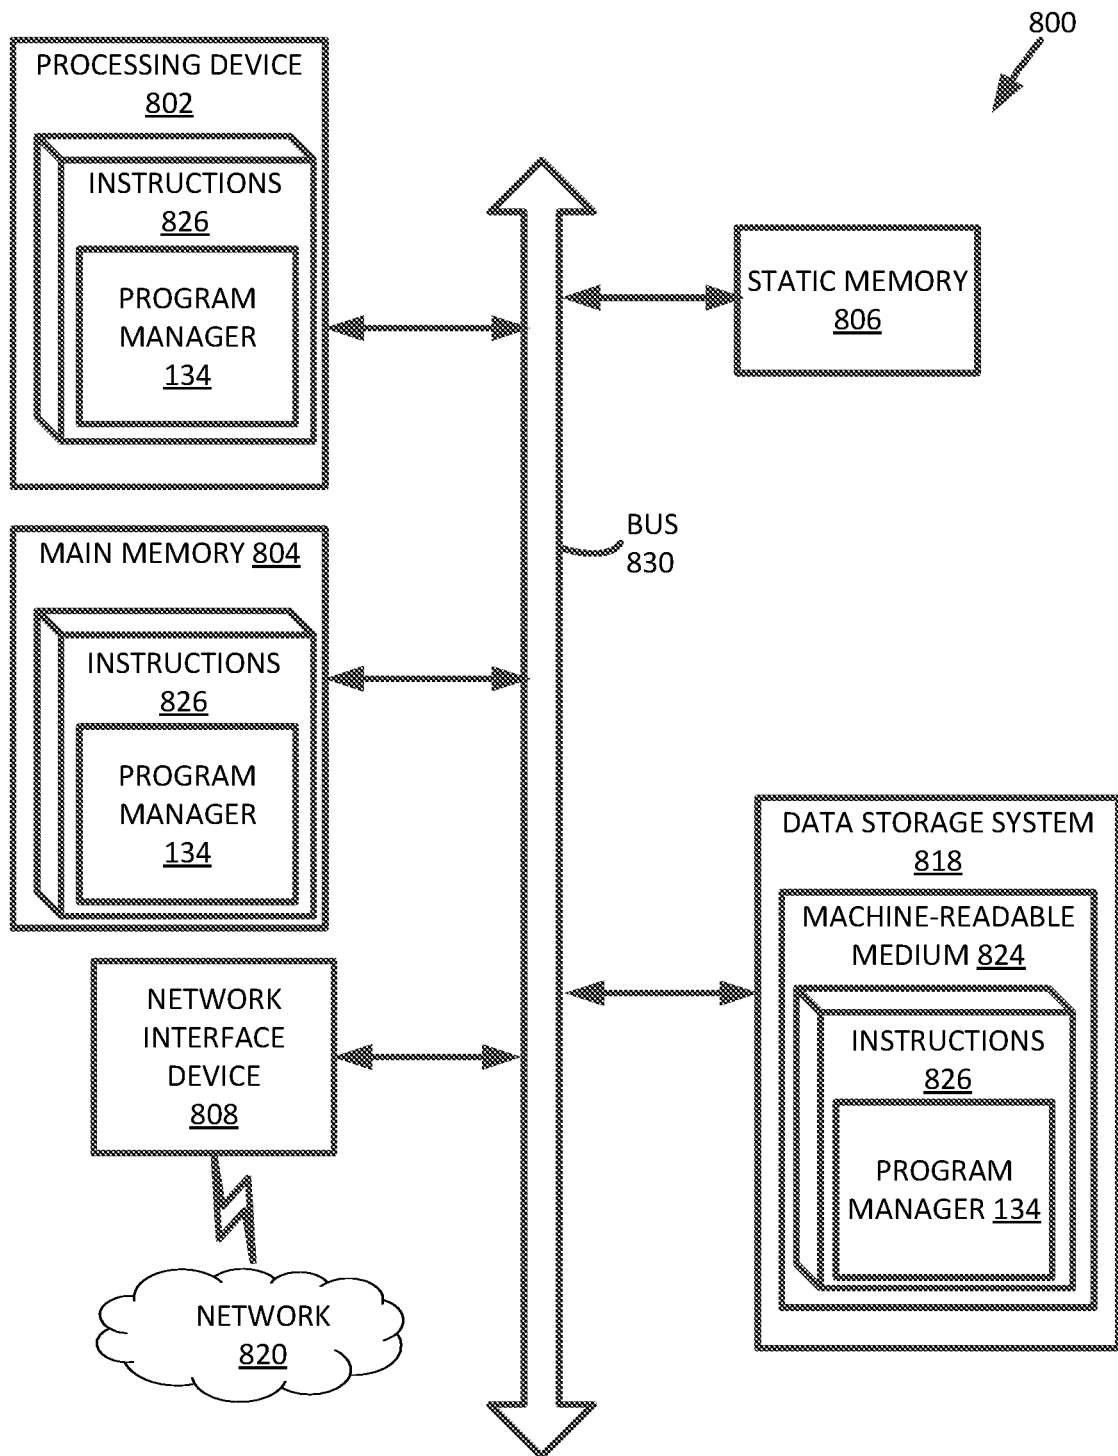 800
PROCESSING DEVICE
802
INSTRUCTIONS
826
PROGRAM
MANAGER
134
STATIC MEMORY
806
BUS
830
MAIN MEMORY 804
INSTRUCTIONS
826
PROGRAM
MANAGER
134
DATA STORAGE SYSTEM
818
MACHINE-READABLE
MEDIUM 824
INSTRUCTIONS
826
PROGRAM
MANAGER 134
NETWORK
INTERFACE
DEVICE
808
NETWORK
820